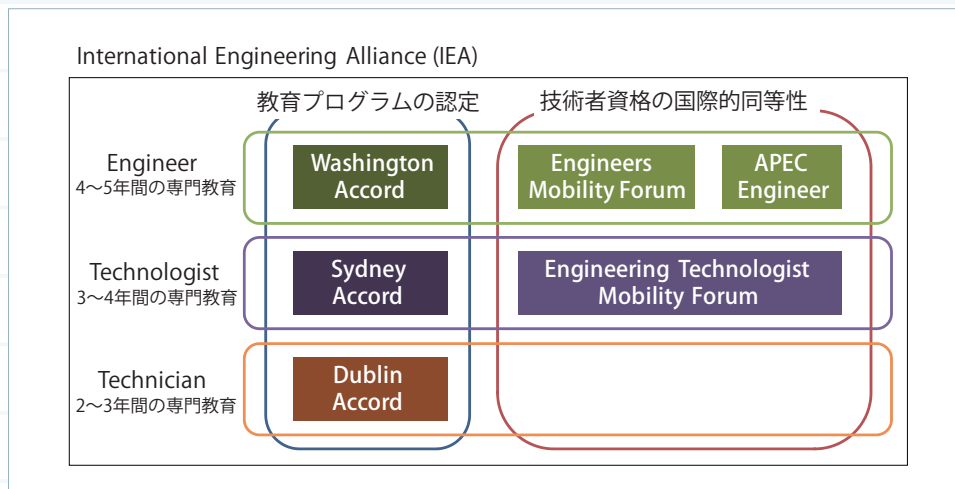 International Engineering Alliance (IEA)
教育プログラムの認定
技術者資格の国際的同等性
Engineer
4〜5年間の専門教育
Washington
Accord
Engineers
Mobility Forum
APEC
Engineer
Technologist
3〜4年間の専門教育
Sydney
Accord
Engineering Technologist
Mobility Forum
Technician
2〜3年間の専門教育
Dublin
Accord